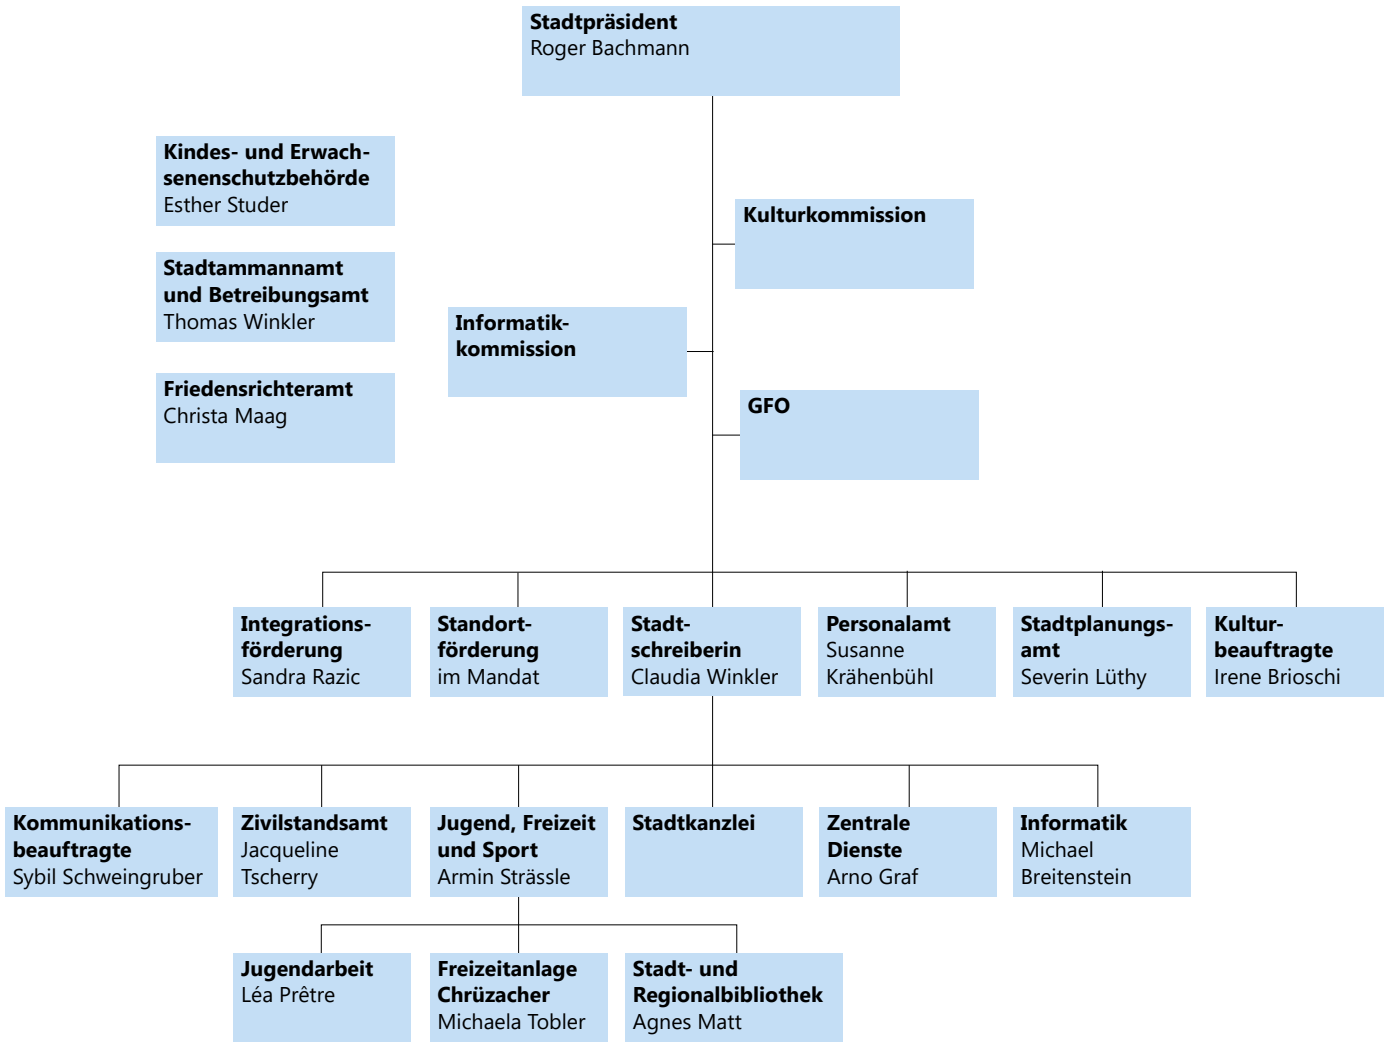 Stadtpräsident
Roger Bachmann
Kindes- und Erwach-
senenschutzbehörde
Esther Studer
Kulturkommission
Stadtammannamt
und Betreibungsamt
Thomas Winkler
Informatik-
kommission
Friedensrichteramt
Christa Maag
GFO
Integrations-
förderung
Sandra Razic
Standort-
förderung
im Mandat
Stadt-
schreiberin
Claudia Winkler
Personalamt
Susanne
Krähenbühl
Stadtplanungs-
amt
Severin Lüthy
Kultur-
beauftragte
Irene Brioschi
Kommunikations-
beauftragte
Sybil Schweingruber
Zivilstandsamt
Jacqueline
Tscherry
Jugend, Freizeit
und Sport
Armin Strässle
Stadtkanzlei
Zentrale
Dienste
Arno Graf
Informatik
Michael
Breitenstein
Jugendarbeit
Léa Prêtre
Freizeitanlage
Chrüzacher
Michaela Tobler
Stadt- und
Regionalbibliothek
Agnes Matt